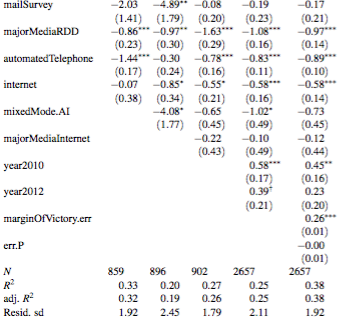 mailSurvey −2.03 −4.89** −0.08 −0.19 −0.17
(1.41) (1.79) (0.20) (0.23) (0.21)
majorMediaRDD −0.86*** −0.97** −1.63*** −1.08*** −0.97***
(0.23) (0.30) (0.29) (0.16) (0.14)
automatedTelephone −1.44*** −0.30 −0.78*** −0.83*** −0.89***
(0.17) (0.24) (0.16) (0.11) (0.10)
internet −0.07 −0.85* −0.55* −0.58*** −0.58***
(0.38) (0.34) (0.21) (0.16) (0.14)
mixedMode.AI −4.08* −0.65 −1.02* −0.73
(1.77) (0.45) (0.49) (0.45)
majorMediaInternet −0.22 −0.10 −0.12
(0.43) (0.49) (0.44)
year2010 0.58*** 0.45**
(0.17) (0.16)
year2012 0.39† 0.23
(0.21) (0.20)
marginOfVictory.err 0.26***
(0.01)
err.P −0.00
(0.01)
N 859 896 902 2657 2657
R² 0.33 0.20 0.27 0.25 0.38
adj. R² 0.32 0.19 0.26 0.25 0.38
Resid. sd 1.92 2.45 1.79 2.11 1.92